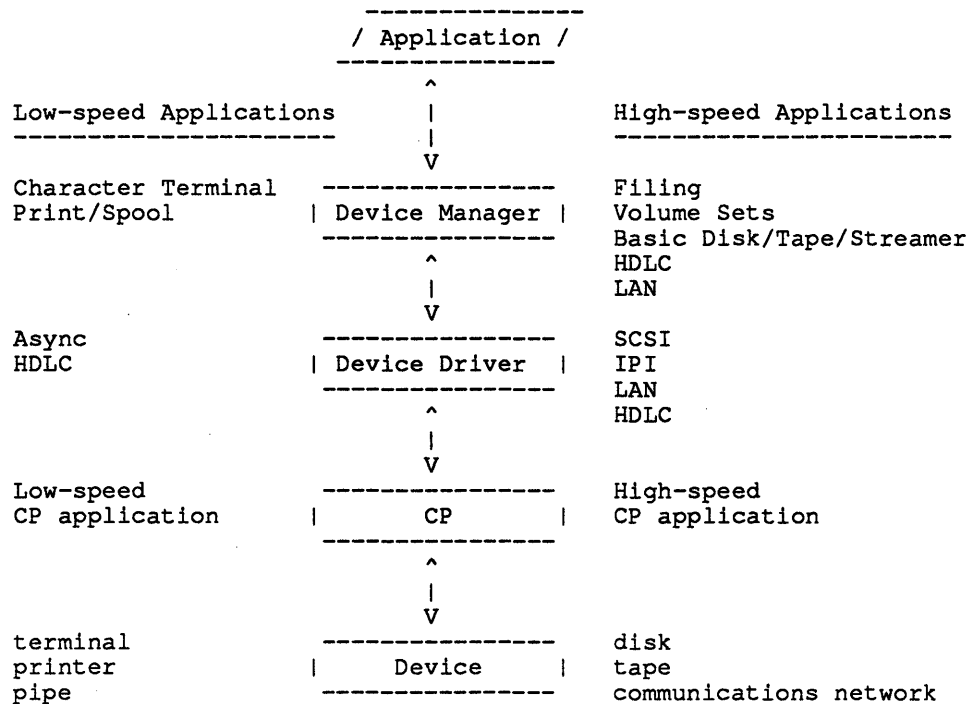 / Application /
Low-speed Applications High-speed Applications
Character Terminal Filing
Print/Spool | Device Manager | Volume Sets
Basic Disk/Tape/Streamer
HDLC
LAN
Async SCSI
HDLC | Device Driver | IPI
LAN
HDLC
Low-speed High-speed
CP application | CP | CP application
terminal disk
printer | Device | tape
pipe communications network